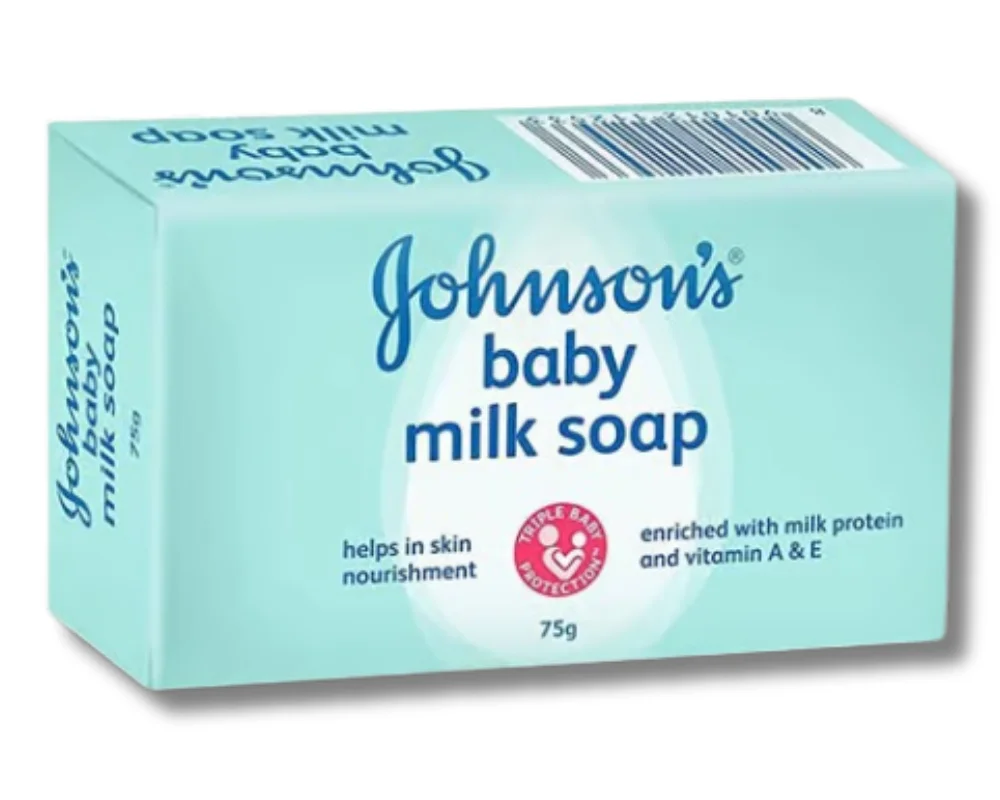 Johnson's
baby
milk soap
Johnson's®
baby
milk soap
helps in skin
nourishment
TRIPLE BABY
PROTECTION™
enriched with milk protein
and vitamin A & E
75g
Johnson's
baby
milk soap
75g